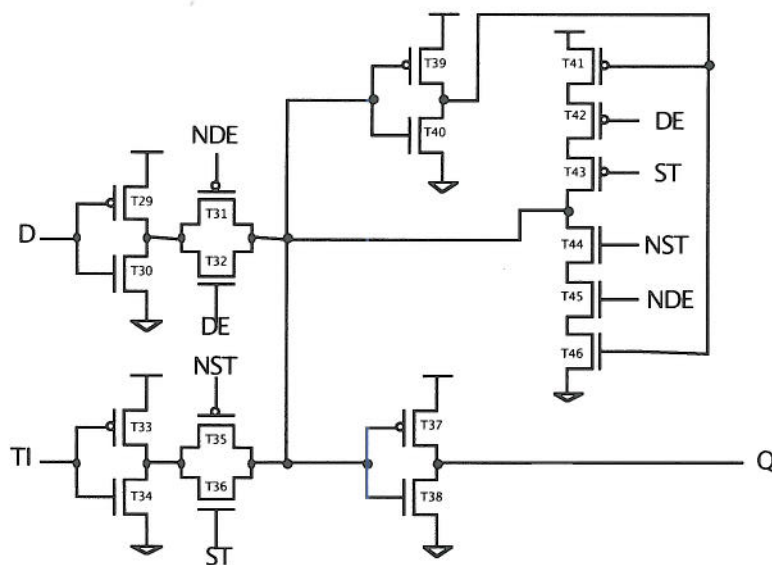 T39
T41
NDE
T40
T42
DE
T29
T31
T43
ST
D
T30
T32
T44
NST
DE
T45
NDE
NST
T46
T33
T35
T37
TI
Q
T34
T36
T38
ST